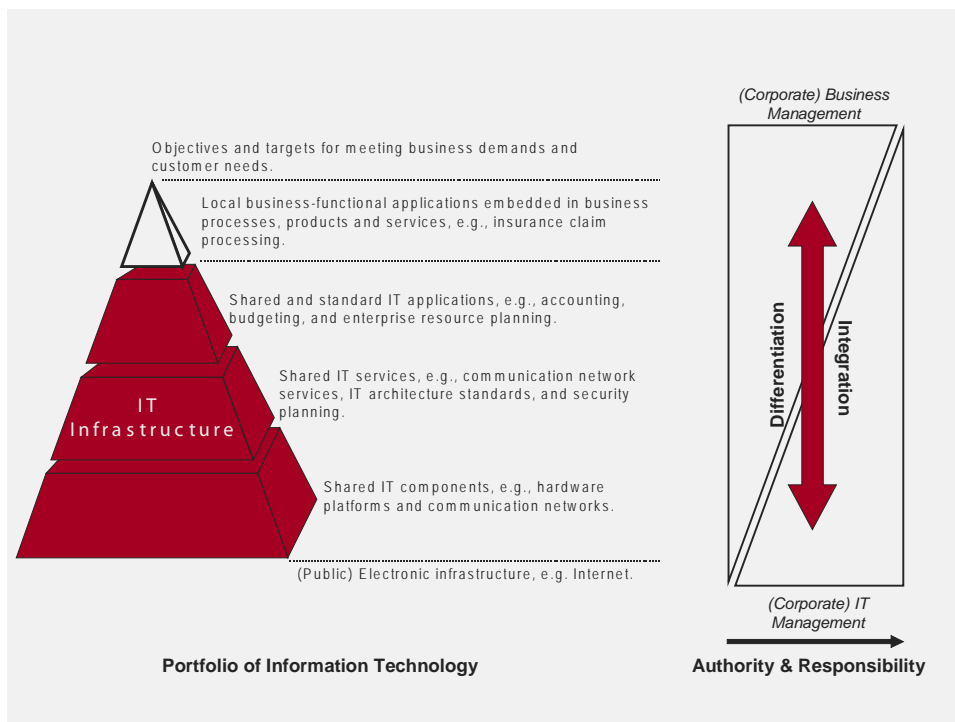 Objectives and targets for meeting business demands and
customer needs.
Local business-functional applications embedded in business
processes, products and services, e.g., insurance claim
processing.
Shared and standard IT applications, e.g., accounting,
budgeting, and enterprise resource planning.
Shared IT services, e.g., communication network
services, IT architecture standards, and security
planning.
IT
Infrastructure
Shared IT components, e.g., hardware
platforms and communication networks.
(Public) Electronic infrastructure, e.g. Internet.
Portfolio of Information Technology
(Corporate) Business
Management
Differentiation
Integration
(Corporate) IT
Management
Authority & Responsibility